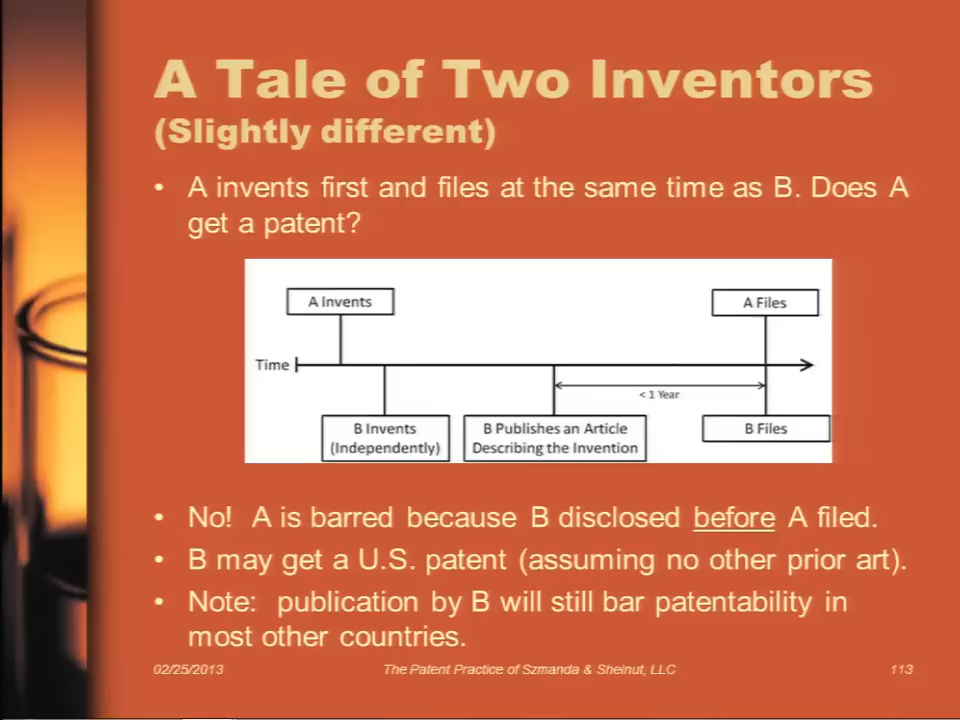 A Tale of Two Inventors
(Slightly different)
• A invents first and files at the same time as B. Does A
get a patent?
A Invents
A Files
Time
< 1 Year
B Invents
(Independently)
B Publishes an Article
Describing the Invention
B Files
• No! A is barred because B disclosed before A filed.
• B may get a U.S. patent (assuming no other prior art).
• Note: publication by B will still bar patentability in
most other countries.
02/25/2013
The Patent Practice of Szmanda & Shelnut, LLC
113